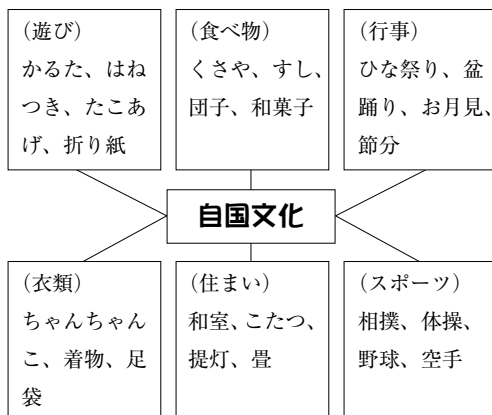 （遊び）
かるた、はね
つき、たこあ
げ、折り紙
（食べ物）
くさや、すし、
団子、和菓子
（行事）
ひな祭り、盆
踊り、お月見、
節分
自国文化
（衣類）
ちゃんちゃん
こ、着物、足
袋
（住まい）
和室、こたつ、
提灯、畳
（スポーツ）
相撲、体操、
野球、空手